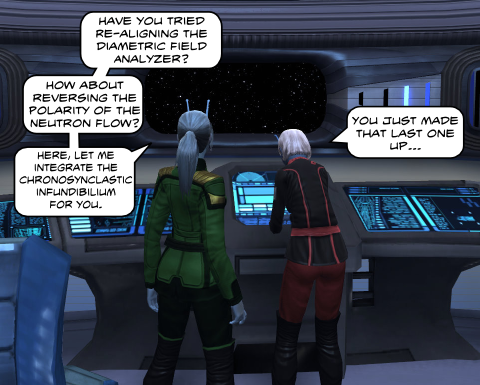 HAVE YOU TRIED
RE-ALIGNING THE
DIAMETRIC FIELD
ANALYZER?
HOW ABOUT
REVERSING THE
POLARITY OF THE
NEUTRON FLOW?
HERE, LET ME
INTEGRATE THE
CHRONOSYNCLASTIC
INFUNDIBILIUM
FOR YOU.
YOU JUST MADE
THAT LAST ONE
UP...